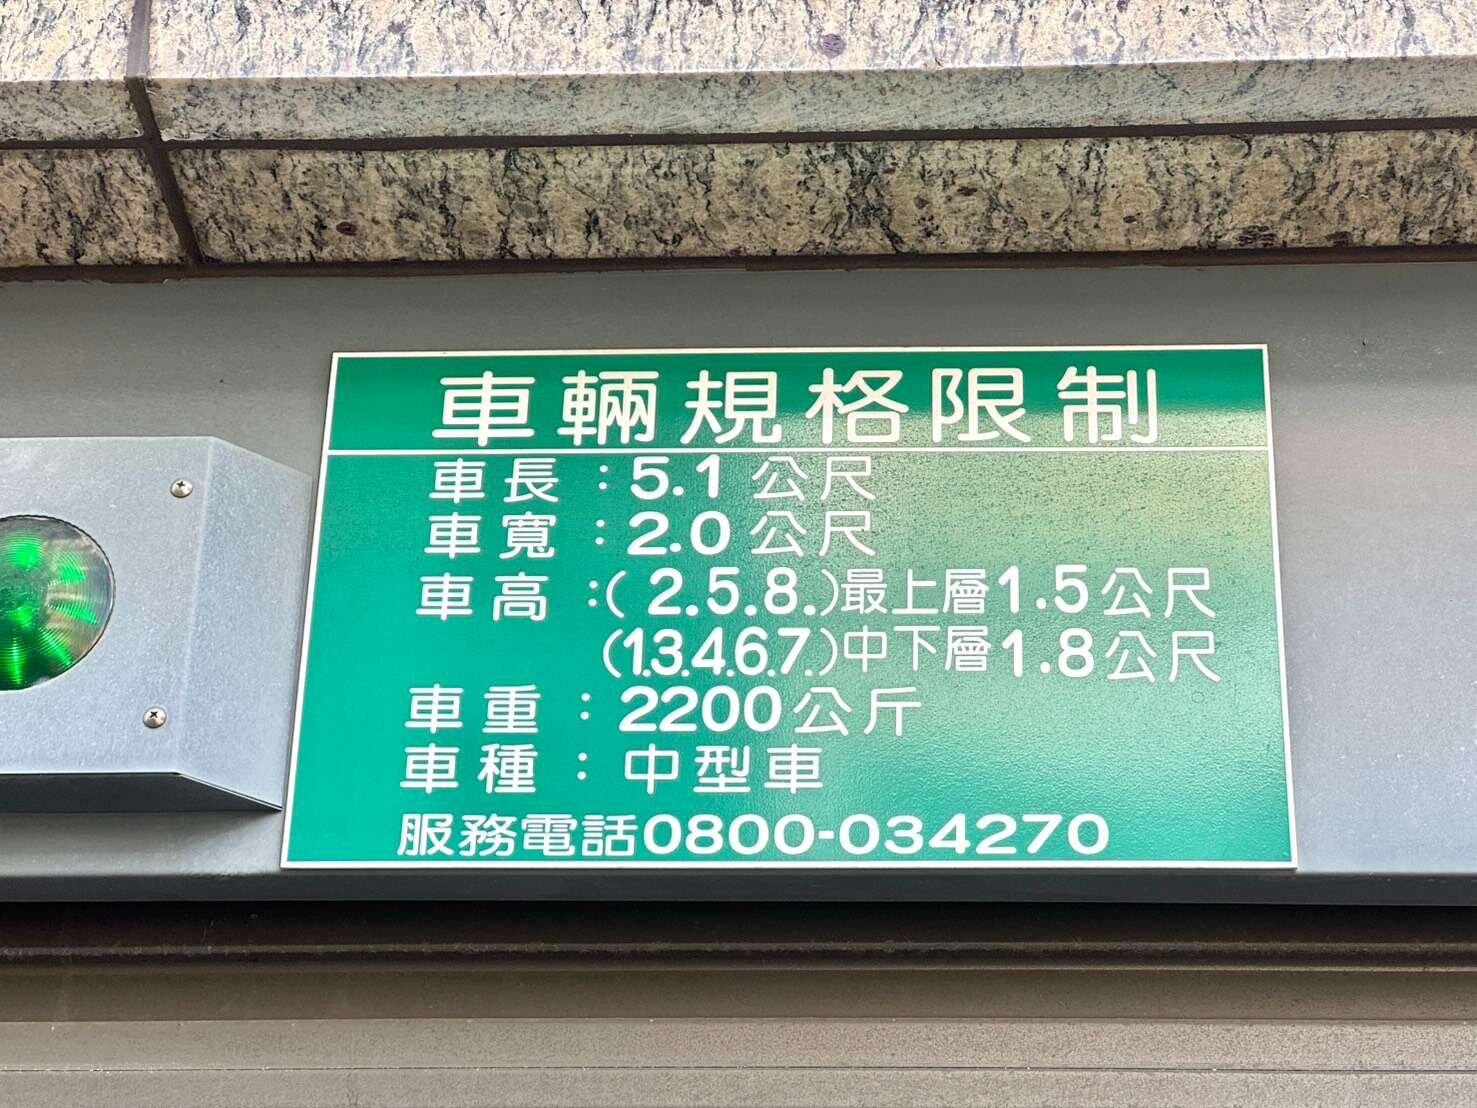 車輛規格限制
車長：5.1公尺
車寬：2.0公尺
車高：(2.5.8.)最上層1.5公尺
(1.3.4.6.7.)中下層1.8公尺
車重：2200公斤
車種：中型車
服務電話0800-034270